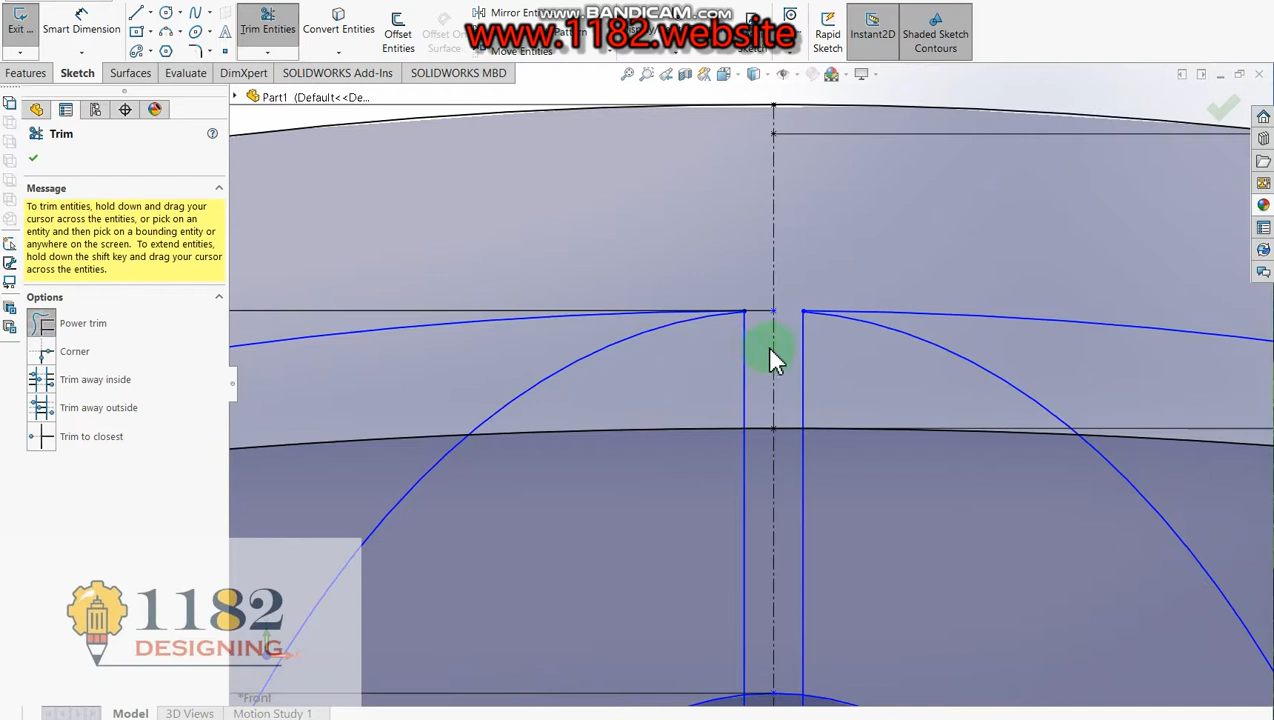 Exit ...
Smart Dimension
Trim Entities
Convert Entities
Offset Entities
Offset On Surface
Mirror Entities
Move Entities
Rapid Sketch
Instant2D
Shaded Sketch Contours
www.BANDICAM.com
www.1182.website
Features
Sketch
Surfaces
Evaluate
DimXpert
SOLIDWORKS Add-Ins
SOLIDWORKS MBD
Part1 (Default<<De...
Trim
Message
To trim entities, hold down and drag your
cursor across the entities, or pick on an
entity and then pick on a bounding entity or
anywhere on the screen. To extend entities,
hold down the shift key and drag your cursor
across the entities.
Options
Power trim
Corner
Trim away inside
Trim away outside
Trim to closest
1182
DESIGNING
*Front
Model
3D Views
Motion Study 1